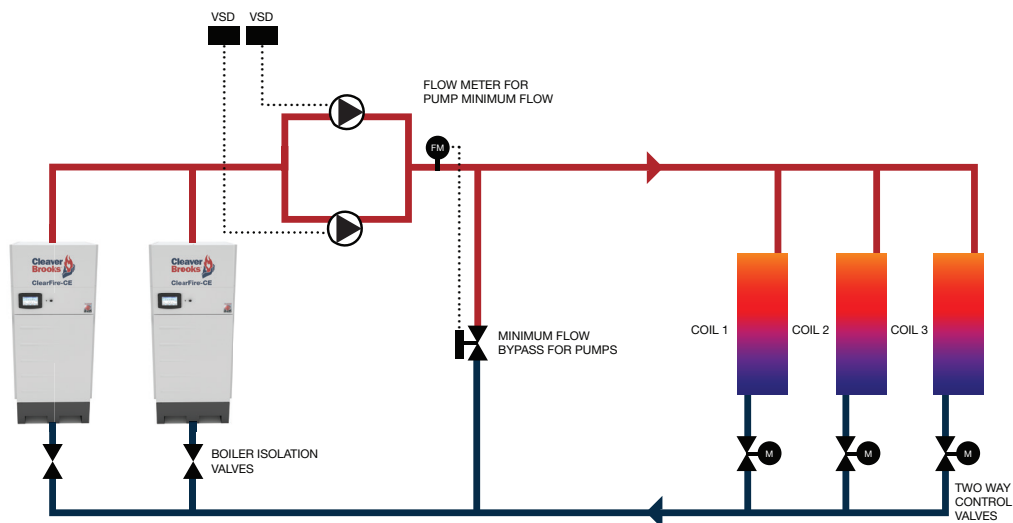 VSD VSD
FLOW METER FOR
PUMP MINIMUM FLOW
FM
Cleaver
Brooks
ClearFire-CE
Cleaver
Brooks
ClearFire-CE
MINIMUM FLOW
BYPASS FOR PUMPS
COIL 1
COIL 2
COIL 3
BOILER ISOLATION
VALVES
M
M
M
TWO WAY
CONTROL
VALVES